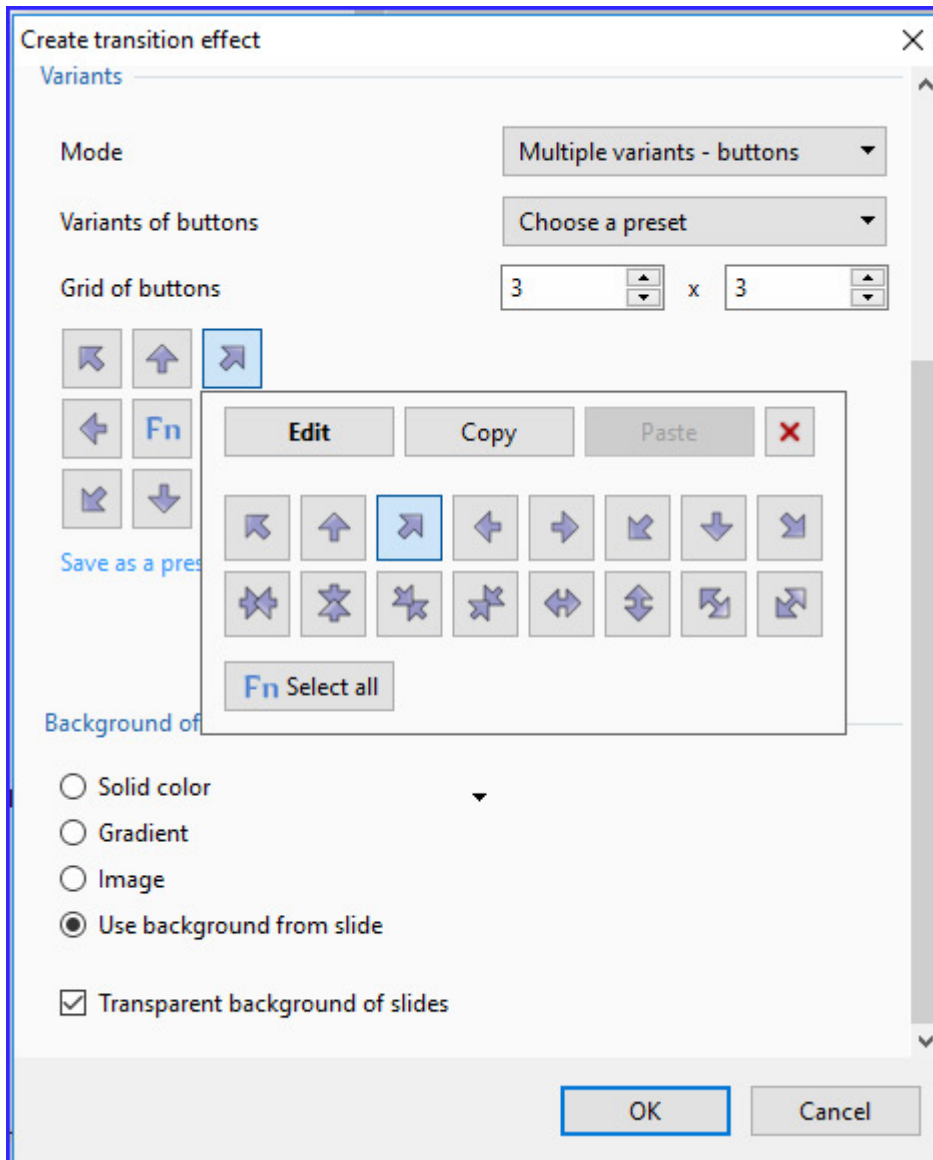 Create transition effect
Variants
Mode
Multiple variants - buttons
Variants of buttons
Choose a preset
Grid of buttons
3 x 3
Fn
Edit Copy Paste
Save as a pres
Fn Select all
Background of
Solid color
Gradient
Image
Use background from slide
Transparent background of slides
OK Cancel